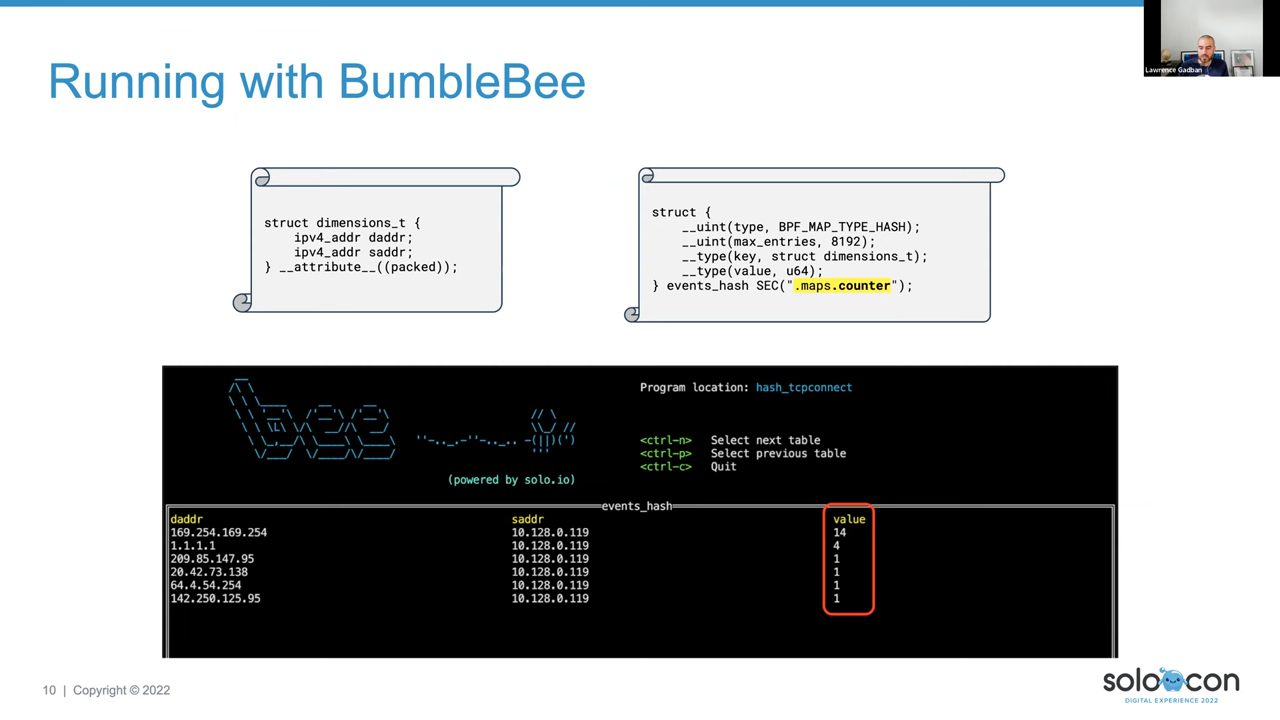 Lawrence Gadban
Running with BumbleBee
struct dimensions_t {
ipv4_addr daddr;
ipv4_addr saddr;
} __attribute__((packed));
struct {
__uint(type, BPF_MAP_TYPE_HASH);
__uint(max_entries, 8192);
__type(key, struct dimensions_t);
__type(value, u64);
} events_hash SEC(".maps.counter");
Program location: hash_tcpconnect
<ctrl-n> Select next table
<ctrl-p> Select previous table
<ctrl-c> Quit
bee
(powered by solo.io)
events_hash
daddr saddr value
169.254.169.254 10.128.0.119 14
1.1.1.1 10.128.0.119 4
209.85.147.95 10.128.0.119 1
20.42.73.138 10.128.0.119 1
64.4.54.254 10.128.0.119 1
142.250.125.95 10.128.0.119 1
10 | Copyright © 2022
solo con
DIGITAL EXPERIENCE 2022